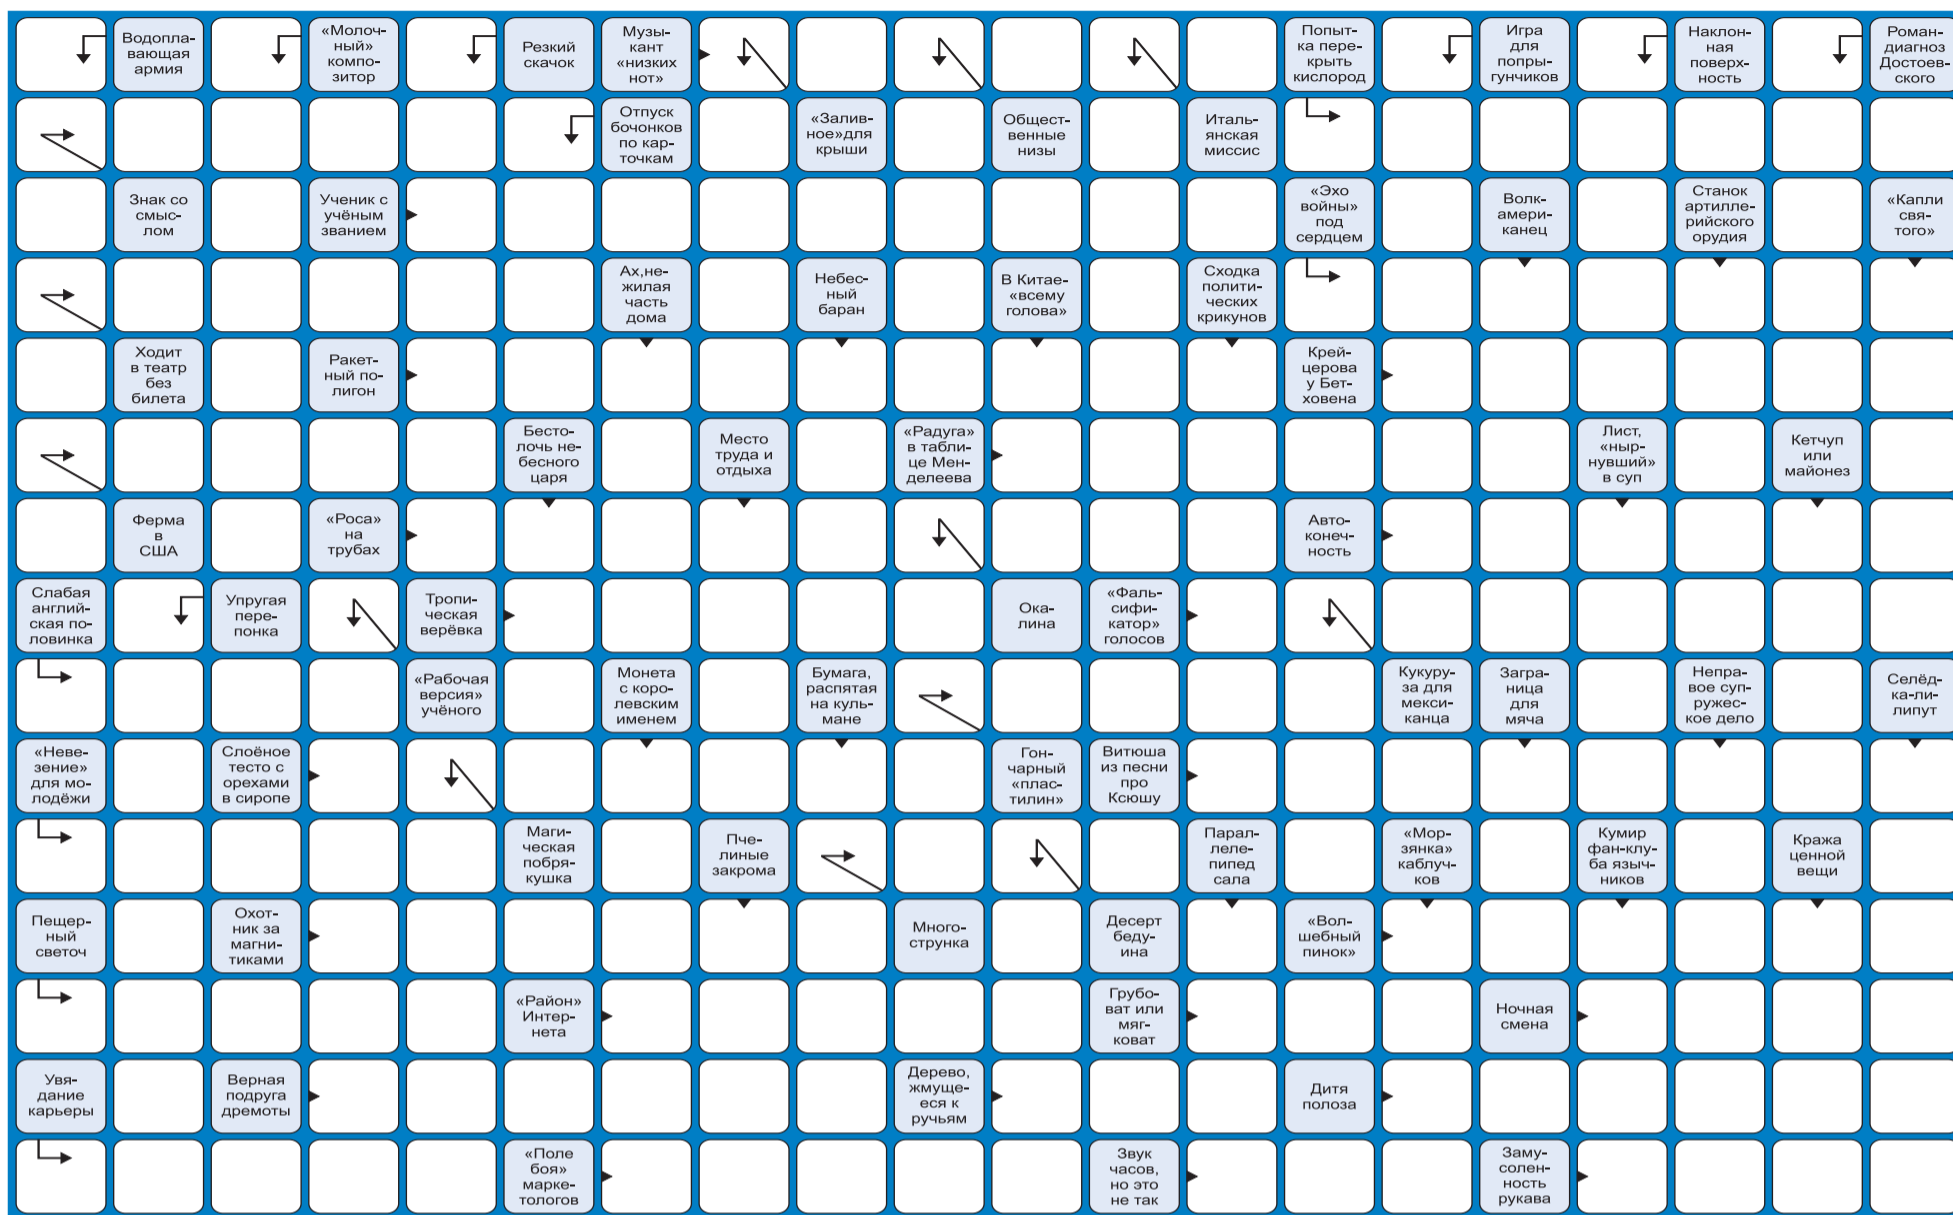 Водопла-
вающая
армия
«Молоч-
ный»
компо-
зитор
Резкий
скачок
Музы-
кант
«низких
нот»
Попыт-
ка пере-
крыть
кислород
Игра
для
попры-
гунчиков
Наклон-
ная
поверх-
ность
Роман-
диагноз
Достоев-
ского
Отпуск
бочонков
по кар-
точкам
«Залив-
ное»для
крыши
Общест-
венные
низы
Италь-
янская
миссис
Знак со
смыс-
лом
Ученик с
учёным
званием
«Эхо
войны»
под
сердцем
Волк-
амери-
канец
Станок
артилле-
рийского
орудия
«Капли
свя-
того»
Ах,не-
жилая
часть
дома
Небес-
ный
баран
В Китае-
«всему
голова»
Сходка
полити-
ческих
крикунов
Ходит
в театр
без
билета
Ракет-
ный по-
лигон
Крей-
церова
у Бет-
ховена
Бесто-
лочь не-
бесного
царя
Место
труда и
отдыха
«Радуга»
в табли-
це Мен-
делеева
Лист,
«ныр-
нувший»
в суп
Кетчуп
или
майонез
Ферма
в
США
«Роса»
на
трубах
Авто-
конеч-
ность
Слабая
англий-
ская по-
ловинка
Упругая
пере-
понка
Тропи-
ческая
верёвка
Ока-
лина
«Фаль-
сифи-
катор»
голосов
«Рабочая
версия»
учёного
Монета
с коро-
левским
именем
Бумага,
распятая
на куль-
мане
Кукуру-
за для
мекси-
канца
Загра-
ница
для
мяча
Непра-
вое суп-
ружес-
кое дело
Селёд-
ка-ли-
липут
«Неве-
зение»
для мо-
лодёжи
Слоёное
тесто с
орехами
в сиропе
Гон-
чарный
«плас-
тилин»
Витюша
из песни
про
Ксюшу
Маги-
ческая
побря-
кушка
Пче-
линые
закрома
Парал-
леле-
пипед
сала
«Мор-
зянка»
каблуч-
ков
Кумир
фан-клу-
ба языч-
ников
Кража
ценной
вещи
Пещер-
ный
светоч
Охот-
ник за
магни-
тиками
Много-
струнка
Десерт
беду-
ина
«Вол-
шебный
пинок»
«Район»
Интер-
нета
Грубо-
ват или
мяг-
коват
Ночная
смена
Увя-
дание
карьеры
Верная
подруга
дремоты
Дерево,
жмуще-
еся к
ручьям
Дитя
полоза
«Поле
боя»
марке-
тологов
Звук
часов,
но это
не так
Заму-
солен-
ность
рукава